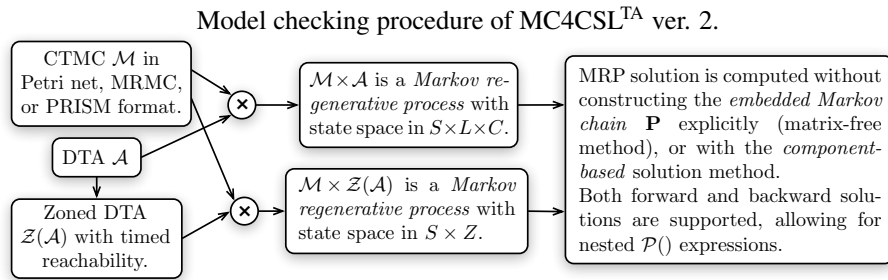 Model checking procedure of MC4CSL^TA ver. 2.
CTMC 𝓜 in
Petri net, MRMC,
or PRISM format.
DTA 𝓐
Zoned DTA
𝓩(𝓐) with timed
reachability.
×
×
𝓜×𝓐 is a Markov re-
generative process with
state space in S×L×C.
𝓜 × 𝓩(𝓐) is a Markov
regenerative process with
state space in S × Z.
MRP solution is computed without
constructing the embedded Markov
chain P explicitly (matrix-free
method), or with the component-
based solution method.
Both forward and backward solu-
tions are supported, allowing for
nested 𝓟() expressions.